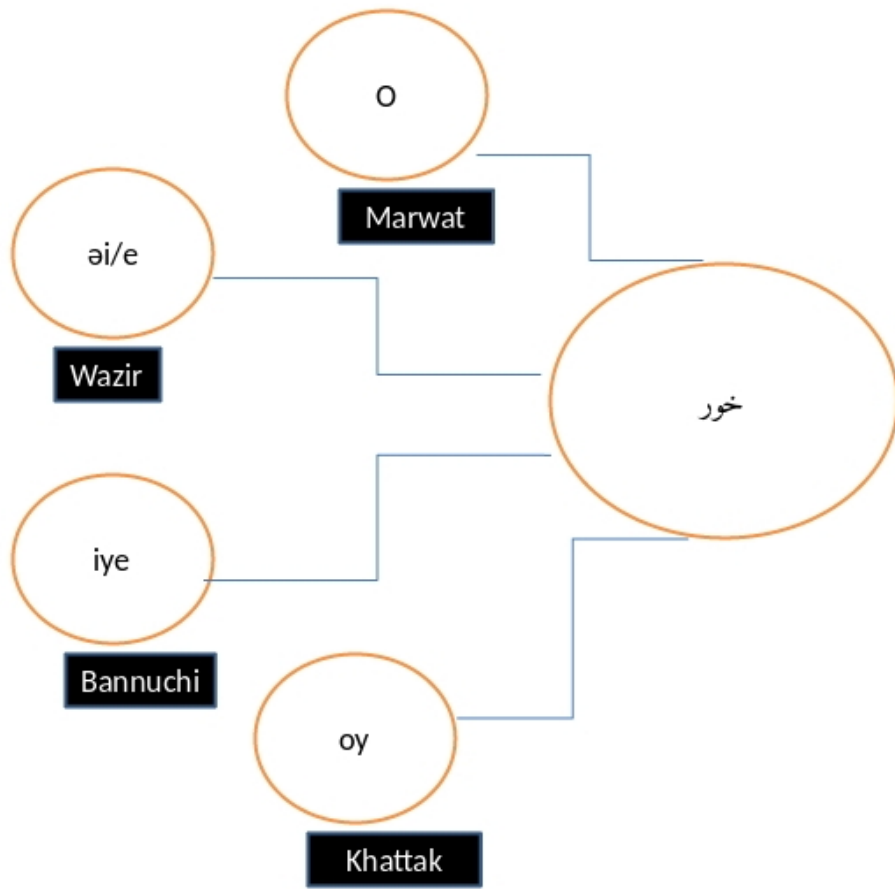 O
Marwat
əi/e
Wazir
خور
iye
Bannuchi
oy
Khattak